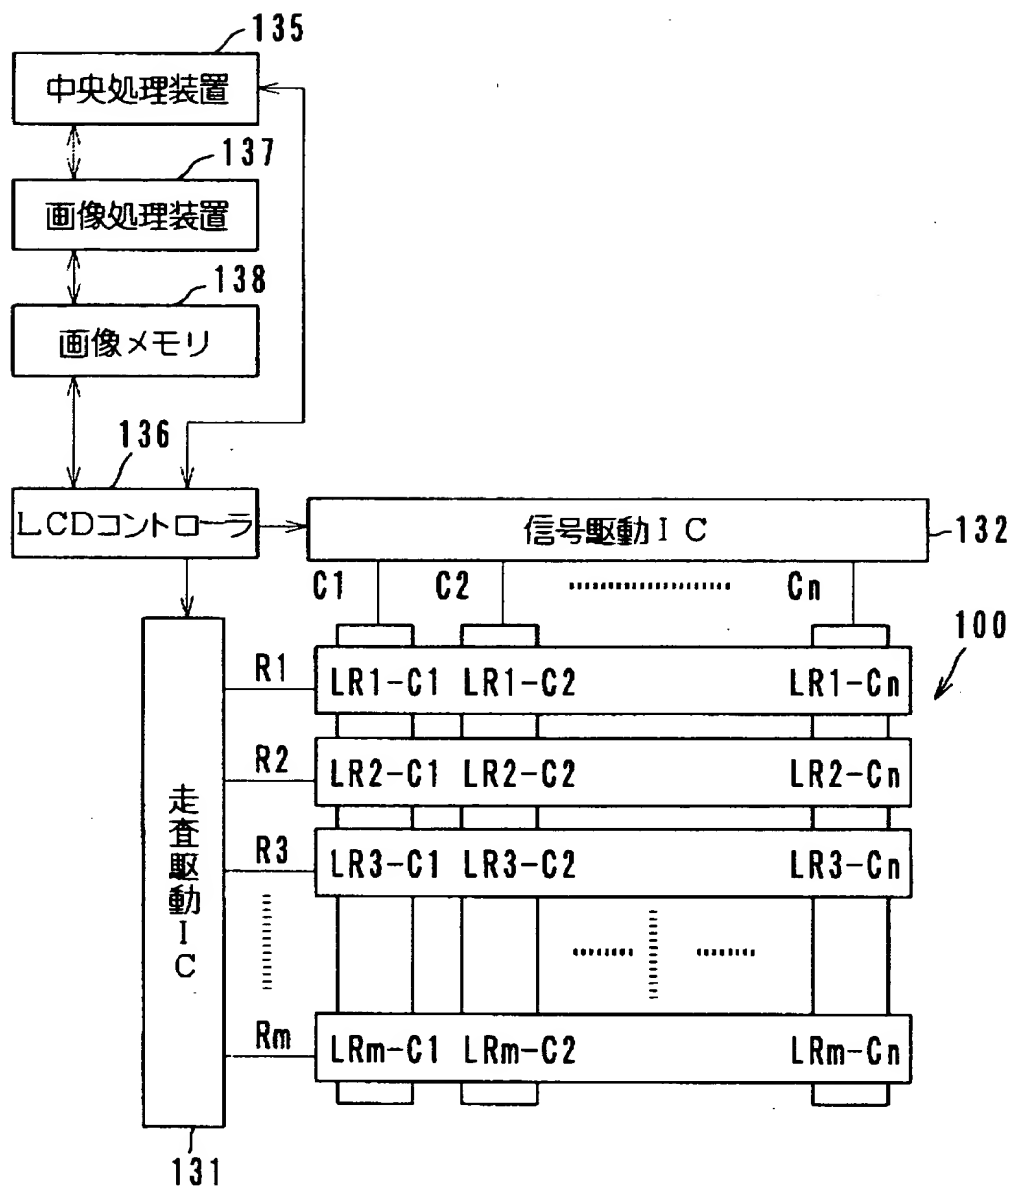 135
中央処理装置
137
画像処理装置
138
画像メモリ
136
LCDコントローラ
信号駆動IC
132
C1 C2 Cn
100
R1 LR1-C1 LR1-C2 LR1-Cn
R2 LR2-C1 LR2-C2 LR2-Cn
R3 LR3-C1 LR3-C2 LR3-Cn
走査駆動IC
Rm LRm-C1 LRm-C2 LRm-Cn
131